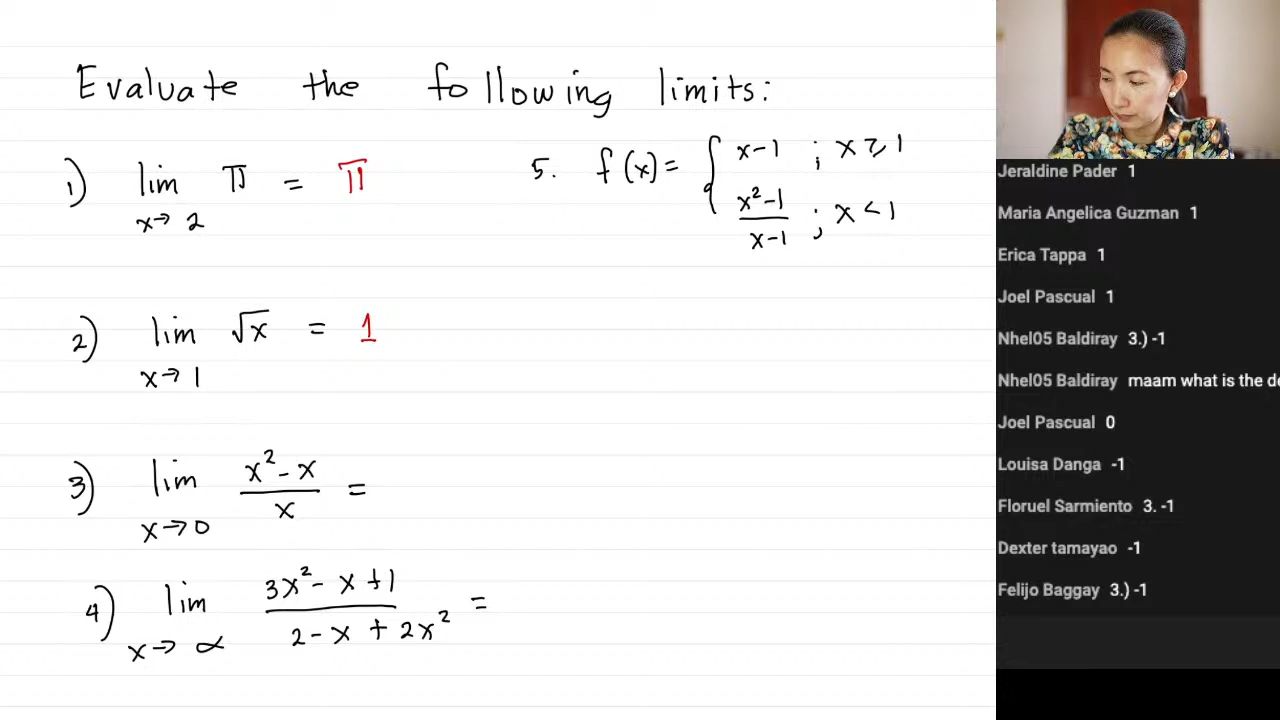 Evaluate the following limits:
1) lim π = π
x→2
5. f(x) = { x-1 ; x ≥ 1
x²-1 / x-1 ; x < 1
2) lim √x = 1
x→1
3) lim x²-x / x =
x→0
4) lim 3x²-x+1 / 2-x+2x² =
x→∝
Jeraldine Pader 1
Maria Angelica Guzman 1
Erica Tappa 1
Joel Pascual 1
Nhel05 Baldiray 3.) -1
Nhel05 Baldiray maam what is the de
Joel Pascual 0
Louisa Danga -1
Floruel Sarmiento 3. -1
Dexter tamayao -1
Felijo Baggay 3.) -1